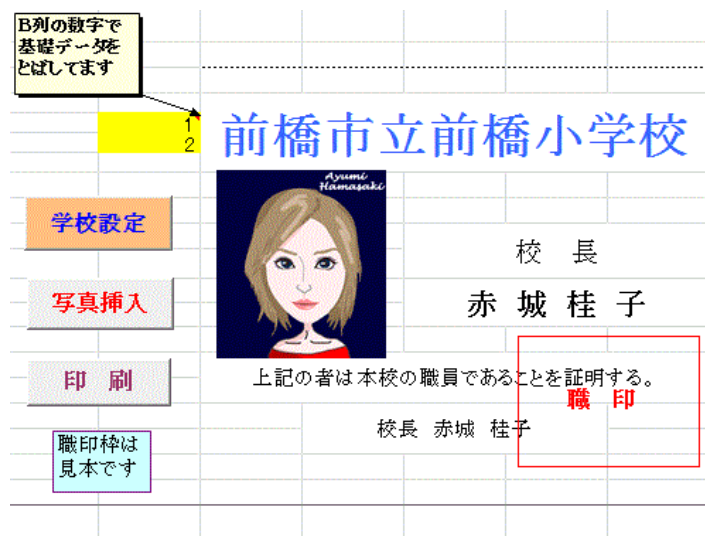 B列の数字で
基礎データを
とばしてます
1
2
前橋市立前橋小学校
Ayumi
Hamasaki
学校設定
校 長
写真挿入
赤 城 桂 子
印 刷
上記の者は本校の職員であることを証明する。
職 印
校長 赤城 桂子
職印枠は
見本です